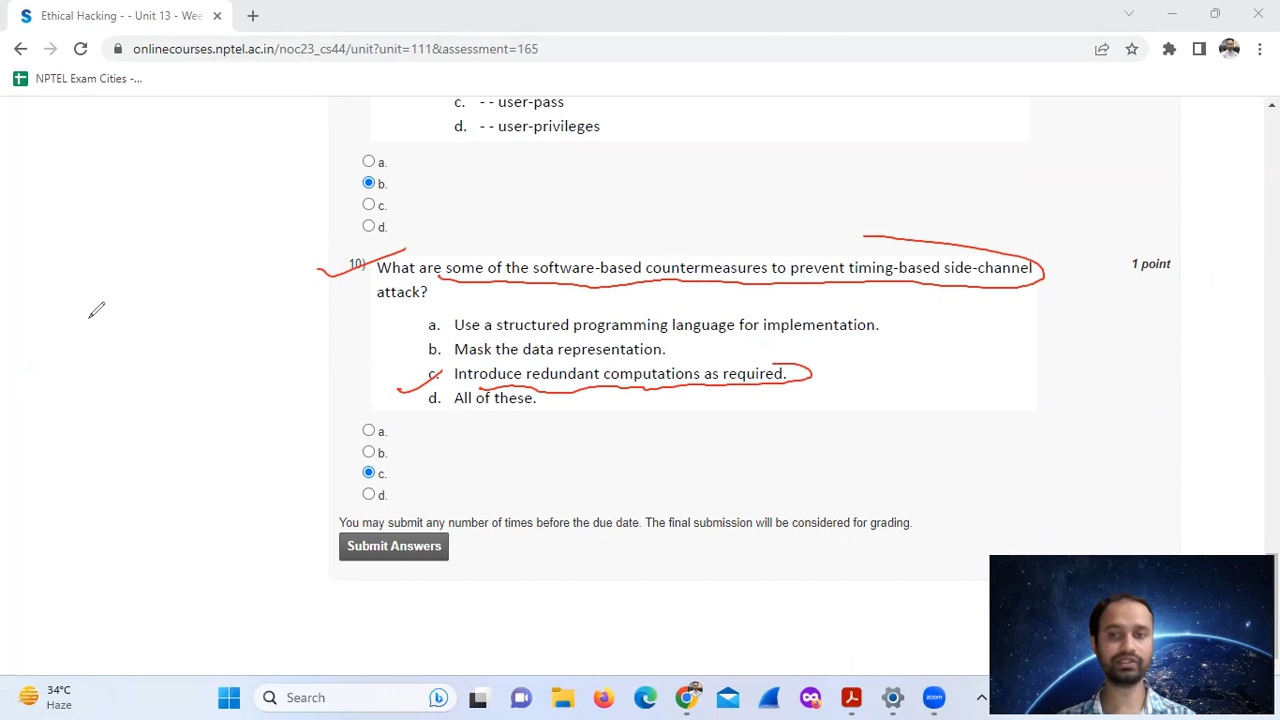 Ethical Hacking - - Unit 13 - Wee
onlinecourses.nptel.ac.in/noc23_cs44/unit?unit=111&assessment=165
NPTEL Exam Cities -...
c. - - user-pass
d. - - user-privileges
a.
b.
c.
d.
10) What are some of the software-based countermeasures to prevent timing-based side-channel 1 point
attack?
a. Use a structured programming language for implementation.
b. Mask the data representation.
c. Introduce redundant computations as required.
d. All of these.
a.
b.
c.
d.
You may submit any number of times before the due date. The final submission will be considered for grading.
Submit Answers
34°C
Haze
Search
zoom